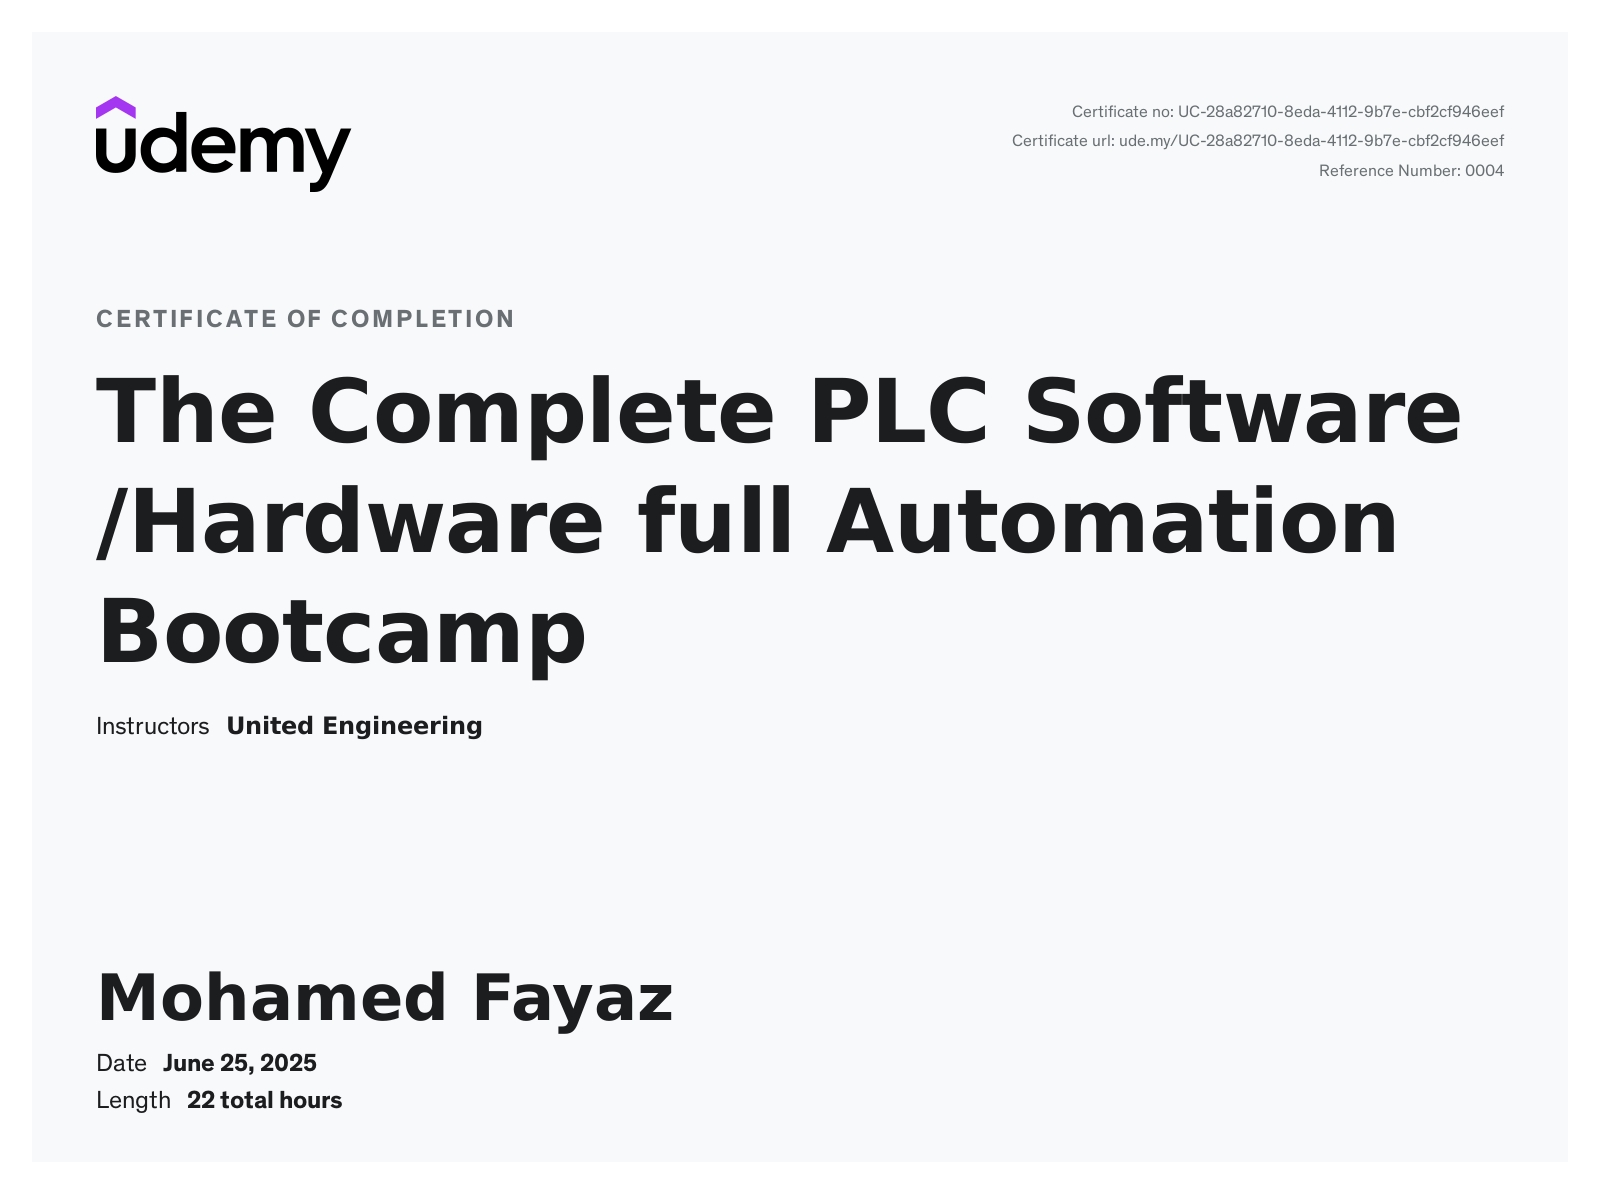 udemy
Certificate no: UC-28a82710-8eda-4112-9b7e-cbf2cf946eef
Certificate url: ude.my/UC-28a82710-8eda-4112-9b7e-cbf2cf946eef
Reference Number: 0004
CERTIFICATE OF COMPLETION
The Complete PLC Software
/Hardware full Automation
Bootcamp
Instructors United Engineering
Mohamed Fayaz
Date June 25, 2025
Length 22 total hours